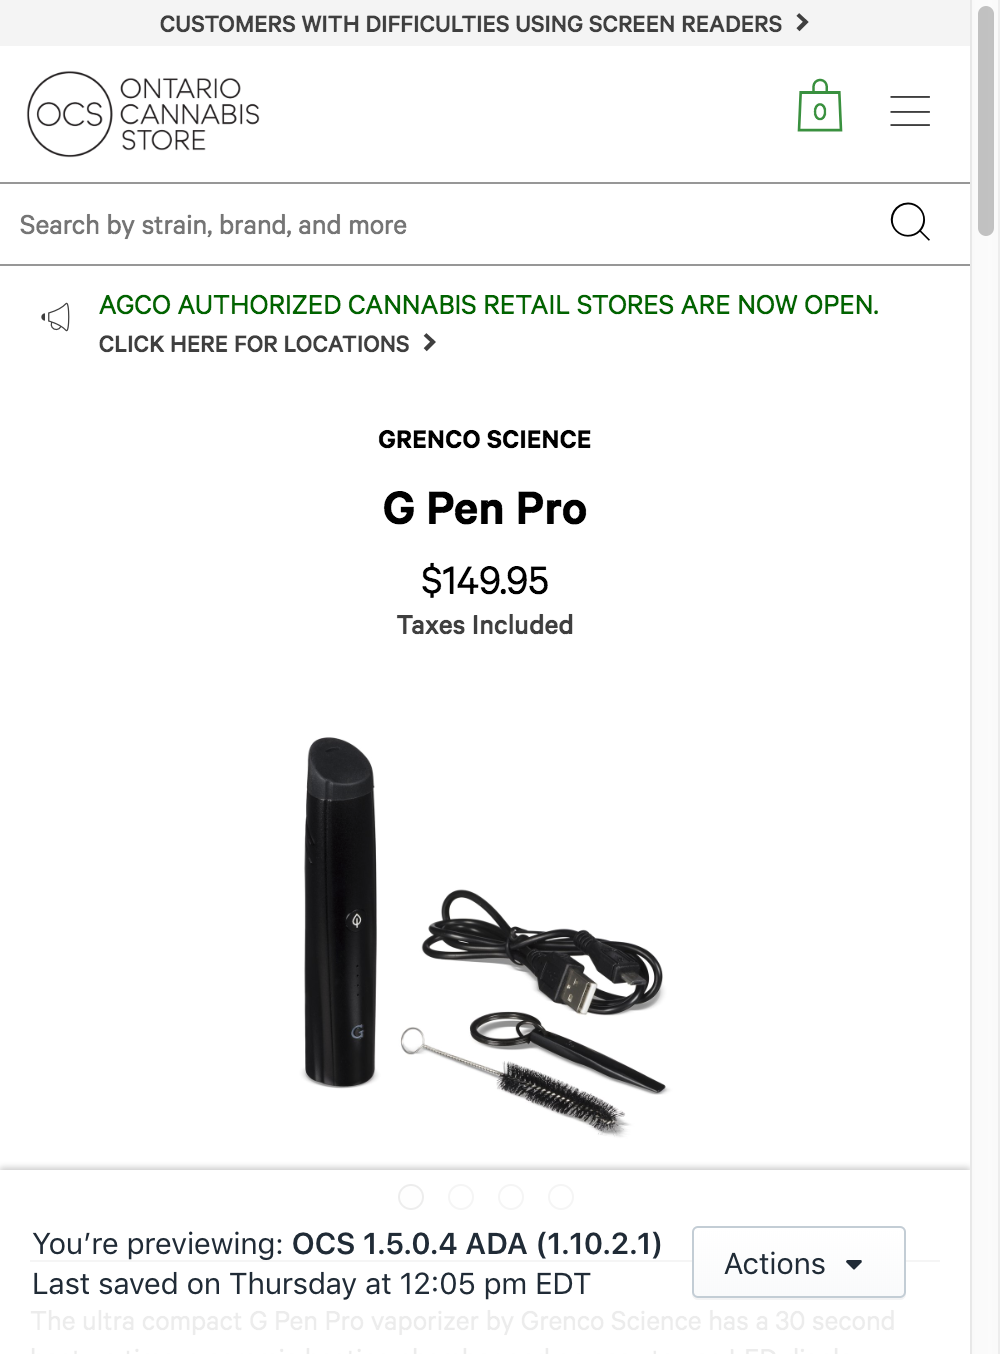 CUSTOMERS WITH DIFFICULTIES USING SCREEN READERS
OCS
ONTARIO
CANNABIS
STORE
0
Search by strain, brand, and more
AGCO AUTHORIZED CANNABIS RETAIL STORES ARE NOW OPEN.
CLICK HERE FOR LOCATIONS
GRENCO SCIENCE
G Pen Pro
$149.95
Taxes Included
G
You’re previewing: OCS 1.5.0.4 ADA (1.10.2.1)
Last saved on Thursday at 12:05 pm EDT
Actions
The ultra compact G Pen Pro vaporizer by Grenco Science has a 30 second